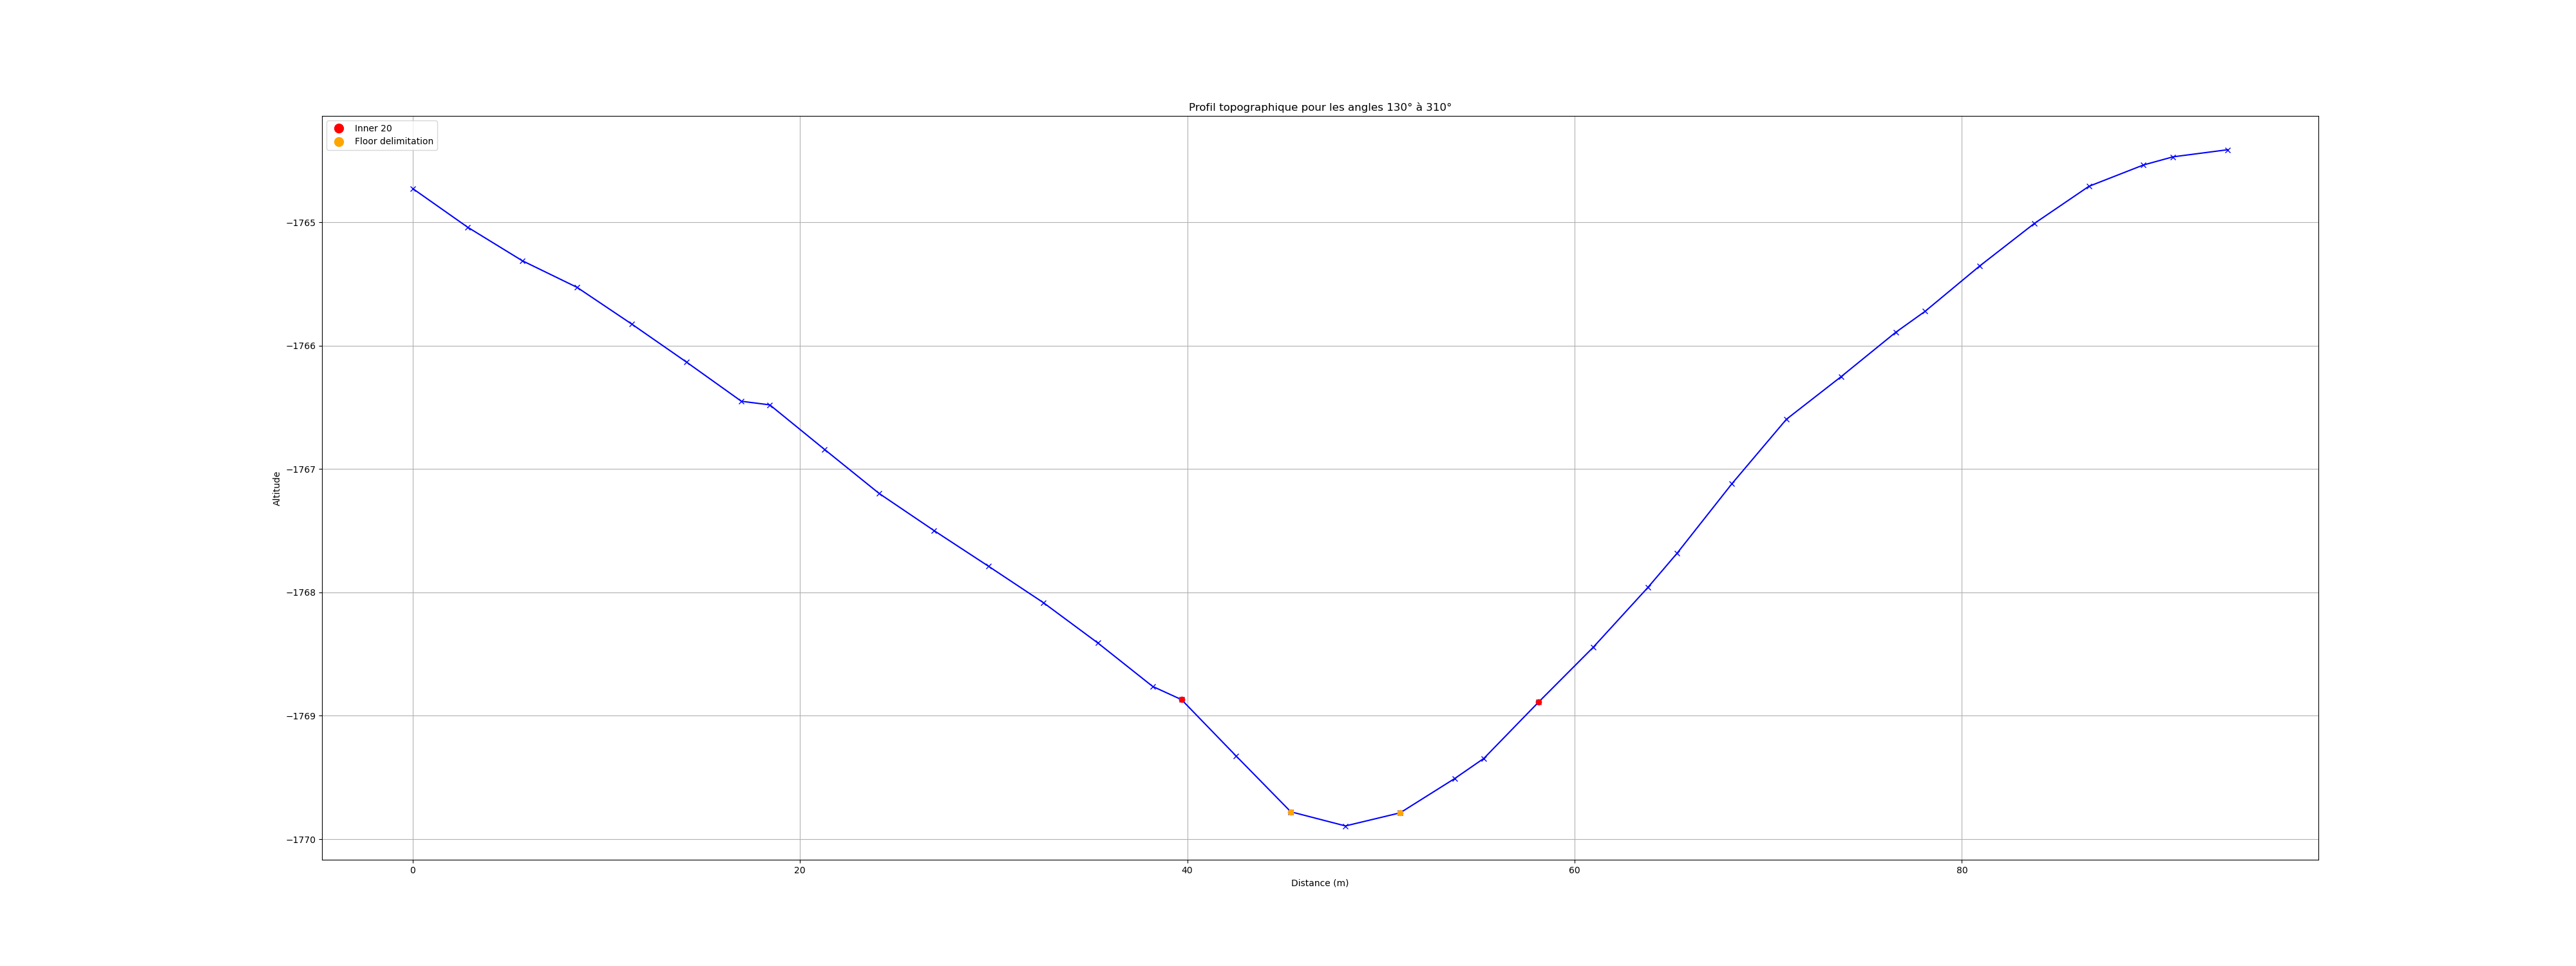 Profil topographique pour les angles 130° à 310°
Inner 20
Floor delimitation
Altitude
−1765
−1766
−1767
−1768
−1769
−1770
0 20 40 60 80
Distance (m)